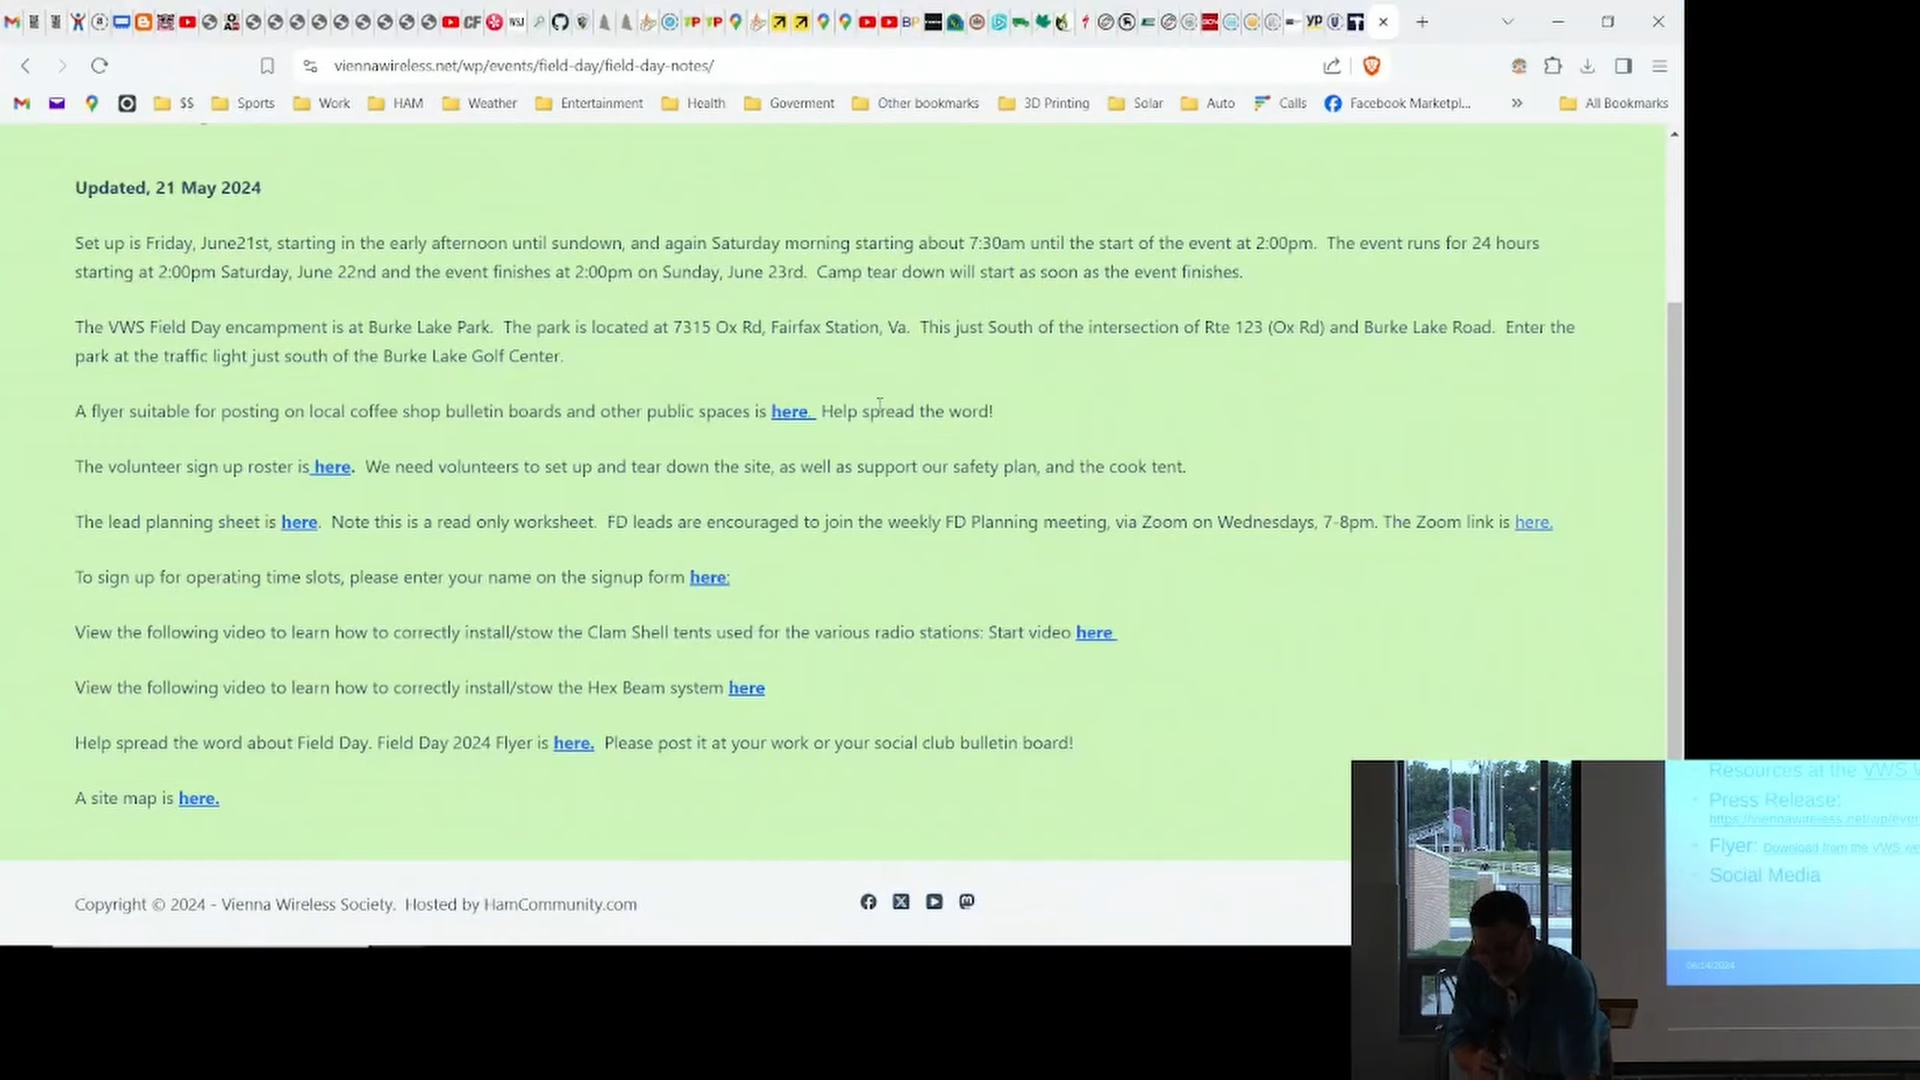 viennawireless.net/wp/events/field-day/field-day-notes/
$$ Sports Work HAM Weather Entertainment Health Goverment Other bookmarks 3D Printing Solar Auto Calls Facebook Marketpl... » All Bookmarks
Updated, 21 May 2024
Set up is Friday, June21st, starting in the early afternoon until sundown, and again Saturday morning starting about 7:30am until the start of the event at 2:00pm. The event runs for 24 hours
starting at 2:00pm Saturday, June 22nd and the event finishes at 2:00pm on Sunday, June 23rd. Camp tear down will start as soon as the event finishes.
The VWS Field Day encampment is at Burke Lake Park. The park is located at 7315 Ox Rd, Fairfax Station, Va. This just South of the intersection of Rte 123 (Ox Rd) and Burke Lake Road. Enter the
park at the traffic light just south of the Burke Lake Golf Center.
A flyer suitable for posting on local coffee shop bulletin boards and other public spaces is here. Help spread the word!
The volunteer sign up roster is here. We need volunteers to set up and tear down the site, as well as support our safety plan, and the cook tent.
The lead planning sheet is here. Note this is a read only worksheet. FD leads are encouraged to join the weekly FD Planning meeting, via Zoom on Wednesdays, 7-8pm. The Zoom link is here.
To sign up for operating time slots, please enter your name on the signup form here:
View the following video to learn how to correctly install/stow the Clam Shell tents used for the various radio stations: Start video here
View the following video to learn how to correctly install/stow the Hex Beam system here
Help spread the word about Field Day. Field Day 2024 Flyer is here. Please post it at your work or your social club bulletin board!
A site map is here.
Copyright © 2024 - Vienna Wireless Society. Hosted by HamCommunity.com
Resources at the VWS
• Press Release:
https://viennawireless.net/wp/even
• Flyer: Download from the VWS we
• Social Media
06/14/2024